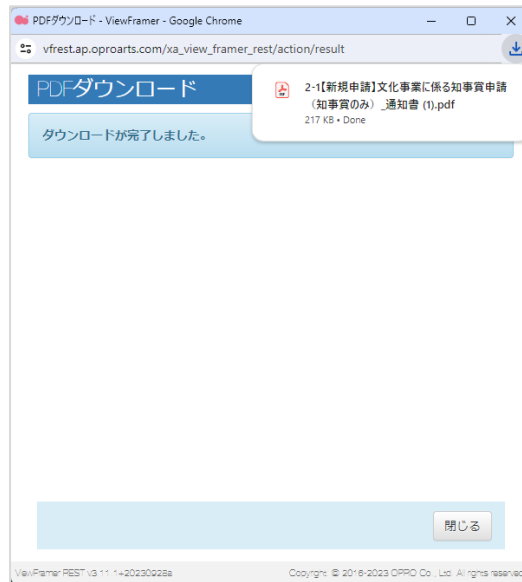 PDFダウンロード - ViewFramer - Google Chrome
vfrest.ap.oproarts.com/xa_view_framer_rest/action/result
PDFダウンロード
2-1【新規申請】文化事業に係る知事賞申請
（知事賞のみ）_通知書 (1).pdf
217 KB • Done
ダウンロードが完了しました。
閉じる
ViewFramer REST v3.11.1+20230928a
Copyright © 2016-2023 OPRO Co., Ltd. All rights reserved.